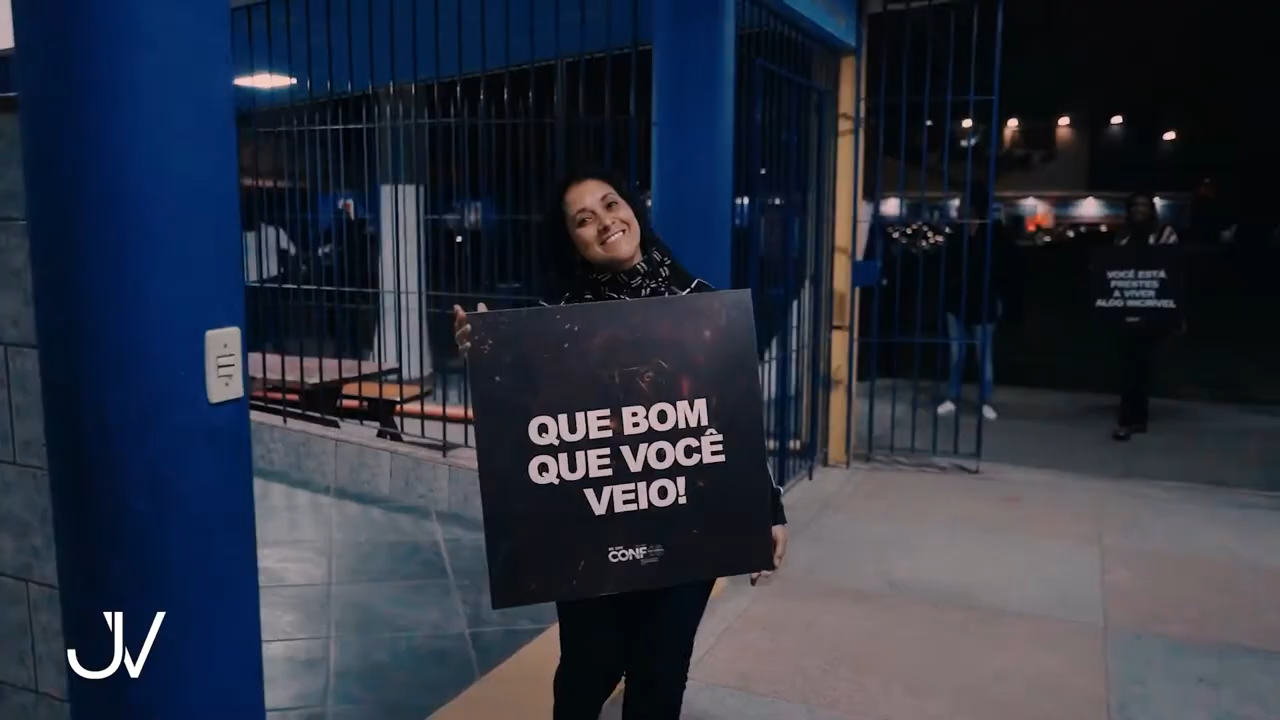 QUE BOM
QUE VOCÊ
VEIO!
CONF
VOCÊ ESTÁ
PRESTES
A VIVER
ALGO INCRÍVEL
JV